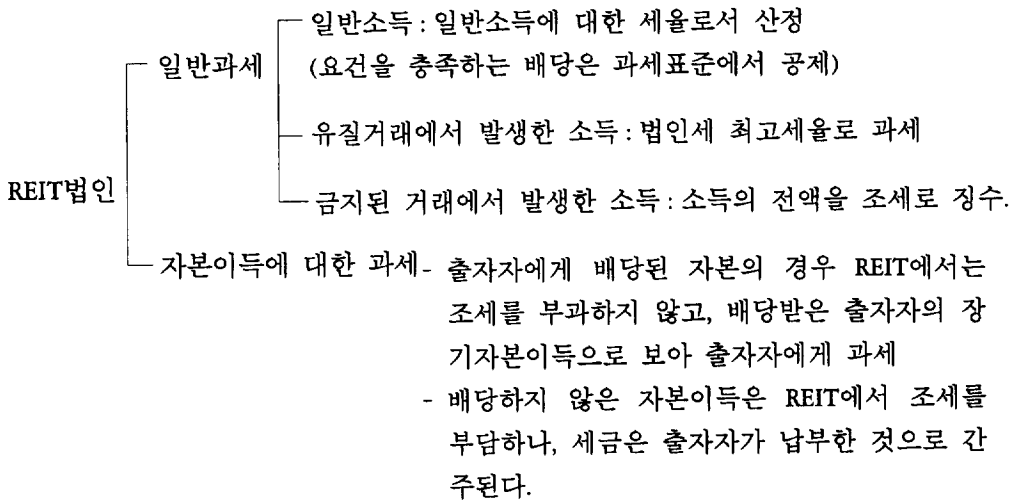 일반소득 : 일반소득에 대한 세율로서 산정
일반과세
(요건을 충족하는 배당은 과세표준에서 공제)
유질거래에서 발생한 소득 : 법인세 최고세율로 과세
REIT법인
금지된 거래에서 발생한 소득 : 소득의 전액을 조세로 징수.
자본이득에 대한 과세 - 출자자에게 배당된 자본의 경우 REIT에서는
조세를 부과하지 않고, 배당받은 출자자의 장
기자본이득으로 보아 출자자에게 과세
- 배당하지 않은 자본이득은 REIT에서 조세를
부담하나, 세금은 출자자가 납부한 것으로 간
주된다.